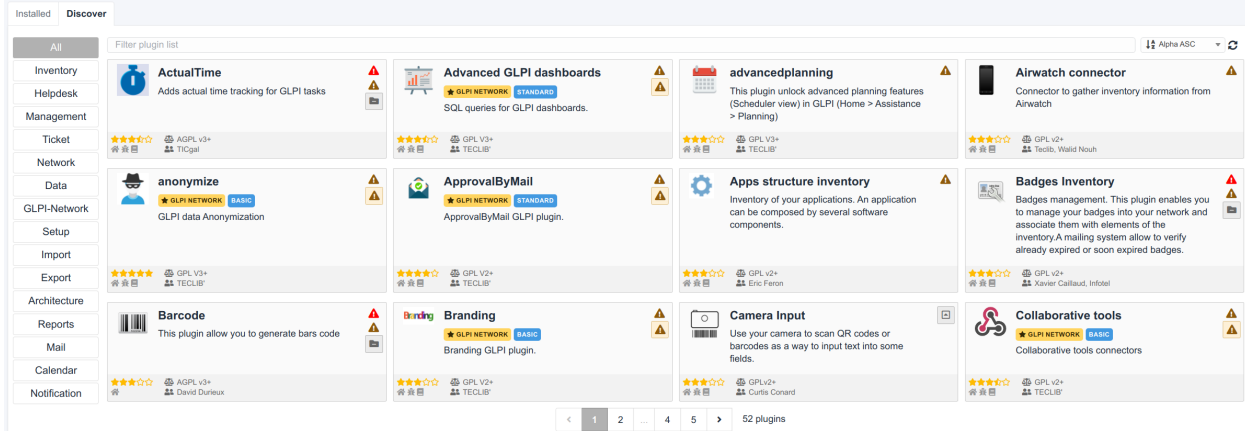 Installed Discover
All
Inventory
Helpdesk
Management
Ticket
Network
Data
GLPI-Network
Setup
Import
Export
Architecture
Reports
Mail
Calendar
Notification
Filter plugin list
Alpha ASC
ActualTime
Adds actual time tracking for GLPI tasks
AGPL v3+
TICgal
Advanced GLPI dashboards
GLPI NETWORK STANDARD
SQL queries for GLPI dashboards.
GPL V3+
TECLIB'
advancedplanning
This plugin unlock advanced planning features
(Scheduler view) in GLPI (Home > Assistance
> Planning)
GPL V3+
TECLIB'
Airwatch connector
Connector to gather inventory information from
Airwatch
GPL v2+
Teclib, Walid Nouh
anonymize
GLPI NETWORK BASIC
GLPI data Anonymization
GPL V3+
TECLIB'
ApprovalByMail
GLPI NETWORK STANDARD
ApprovalByMail GLPI plugin.
GPL V2+
TECLIB'
Apps structure inventory
Inventory of your applications. An application
can be composed by several software
components.
GPL v2+
Eric Feron
Badges Inventory
Badges management. This plugin enables you
to manage your badges into your network and
associate them with elements of the
inventory.A mailing system allow to verify
already expired or soon expired badges.
GPL v2+
Xavier Caillaud, Infotel
Barcode
This plugin allow you to generate bars code
AGPL v3+
David Durieux
Branding
Branding
GLPI NETWORK BASIC
Branding GLPI plugin.
GPL V2+
TECLIB'
Camera Input
Use your camera to scan QR codes or
barcodes as a way to input text into some
fields.
GPLv2+
Curtis Conard
Collaborative tools
GLPI NETWORK BASIC
Collaborative tools connectors
GPL v2+
TECLIB'
< 1 2 ... 4 5 > 52 plugins